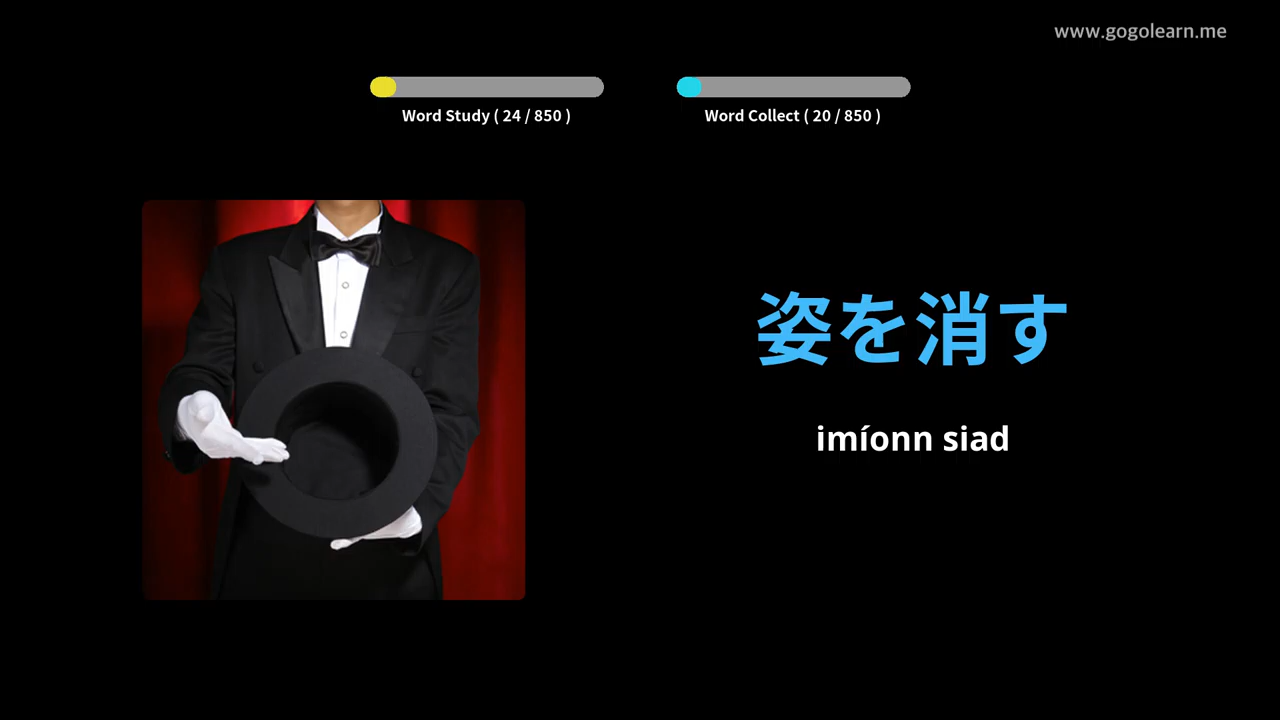 www.gogolearn.me
Word Study ( 24 / 850 )
Word Collect ( 20 / 850 )
姿を消す
imíonn siad